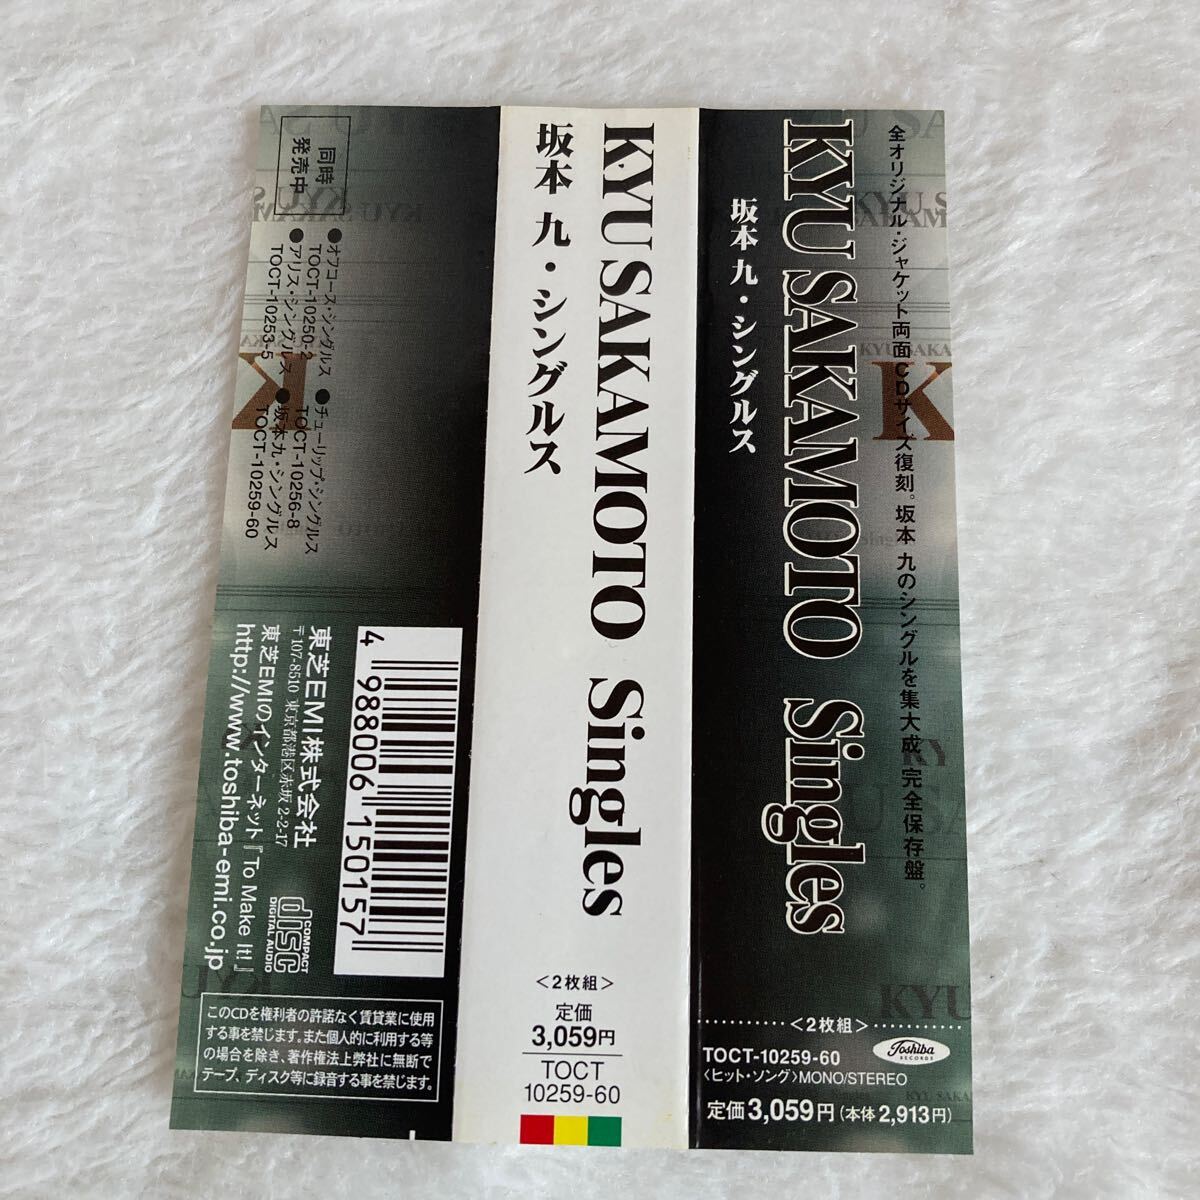 全オリジナル・ジャケット両面CDサイズ復刻。坂本 九のシングルを集大成 完全保存盤。
KYU SAKAMOTO Singles
坂本 九・シングルス
<2枚組>
TOCT-10259-60
Toshiba
RECORDS
〈ヒット・ソング〉MONO/STEREO
定価3,059円(本体2,913円)
KYU SAKAMOTO Singles
坂本 九・シングルス
<2枚組>
定価
3,059円
TOCT
10259-60
同時
発売中
●オフコース・シングルス
TOCT-10250-2
●アリス・シングルス
TOCT-10253-5
●チューリップ・シングルス
TOCT-10256-8
●坂本九・シングルス
TOCT-10259-60
4 988006 150157
東芝EMI株式会社
〒107-8510 東京都港区赤坂 2-2-17
東芝EMIのインターネット『To Make It!』
http://www.toshiba-emi.co.jp
COMPACT
disc
DIGITAL AUDIO
このCDを権利者の許諾なく賃貸業に使用
する事を禁じます。また個人的に利用する等
の場合を除き、著作権法上弊社に無断で
テープ、ディスク等に録音する事を禁じます。